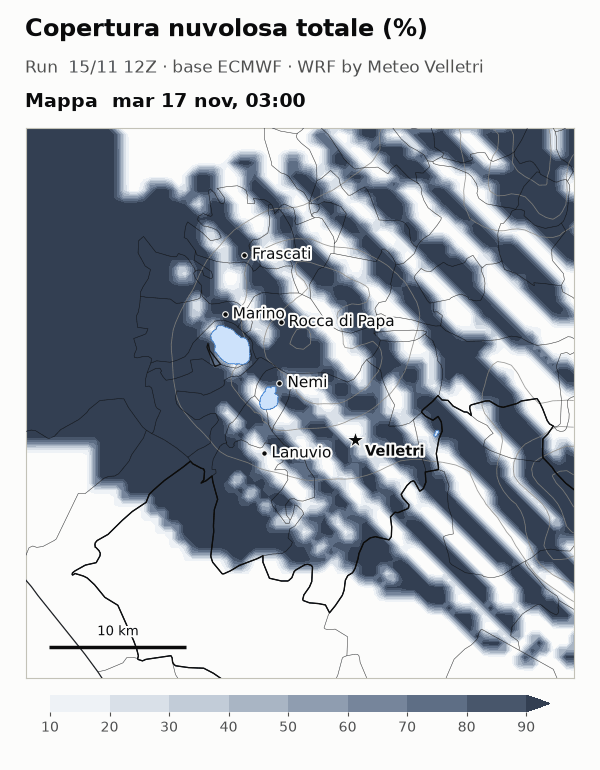 Copertura nuvolosa totale (%)
Run  15/11 12Z · base ECMWF · WRF by Meteo Velletri
Mappa  mar 17 nov, 03:00
Frascati
Marino
Rocca di Papa
Nemi
Velletri
Lanuvio
10 km
10 20 30 40 50 60 70 80 90